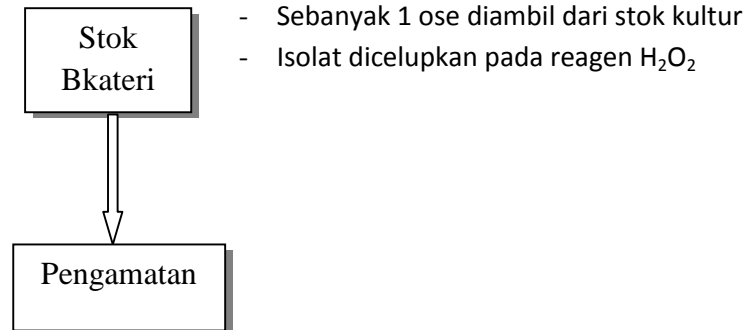 Stok
Bkateri
- Sebanyak 1 ose diambil dari stok kultur
- Isolat dicelupkan pada reagen H₂O₂
Pengamatan